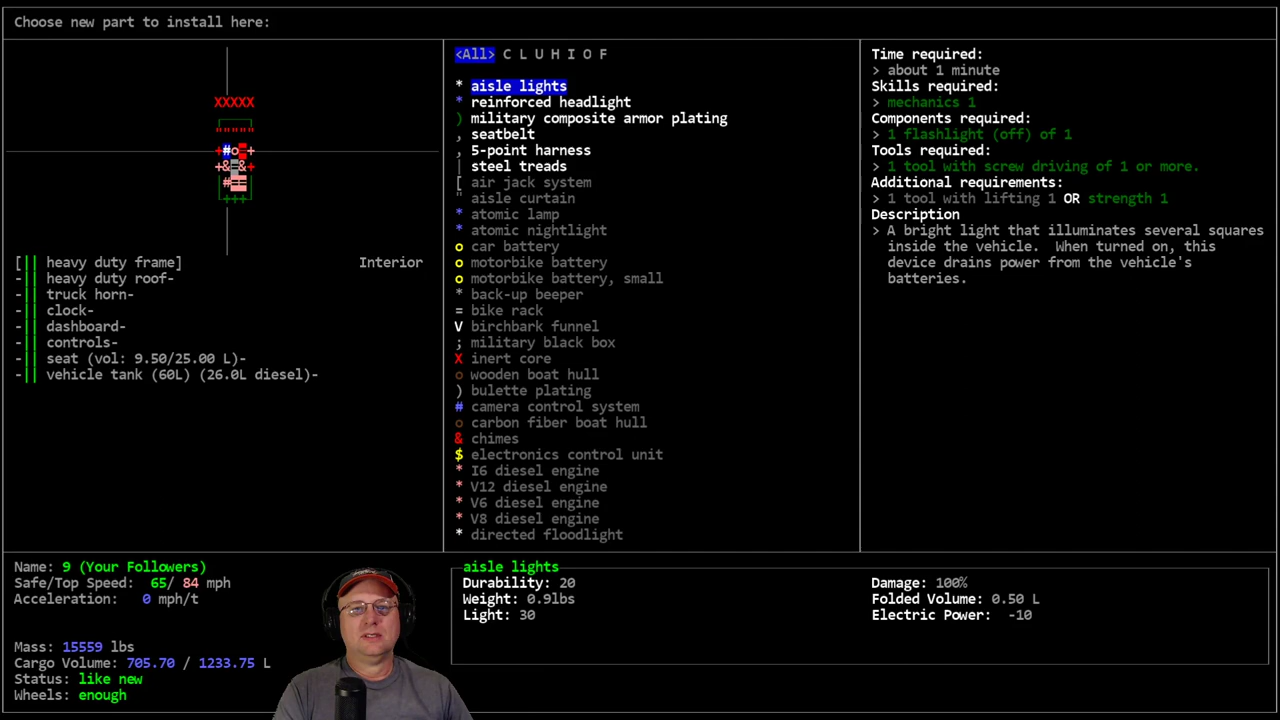 Choose new part to install here:
<All> C L U H I O F
* aisle lights
* reinforced headlight
) military composite armor plating
, seatbelt
, 5-point harness
| steel treads
[ air jack system
" aisle curtain
* atomic lamp
* atomic nightlight
o car battery
o motorbike battery
o motorbike battery, small
* back-up beeper
= bike rack
V birchbark funnel
; military black box
X inert core
o wooden boat hull
) bulette plating
# camera control system
o carbon fiber boat hull
& chimes
$ electronics control unit
* I6 diesel engine
* V12 diesel engine
* V6 diesel engine
* V8 diesel engine
* directed floodlight
Time required:
> about 1 minute
Skills required:
> mechanics 1
Components required:
> 1 flashlight (off) of 1
Tools required:
> 1 tool with screw driving of 1 or more.
Additional requirements:
> 1 tool with lifting 1 OR strength 1
Description
> A bright light that illuminates several squares
inside the vehicle. When turned on, this
device drains power from the vehicle's
batteries.
XXXXX
[|| heavy duty frame] Interior
-|| heavy duty roof-
-|| truck horn-
-|| clock-
-|| dashboard-
-|| controls-
-|| seat (vol: 9.50/25.00 L)-
-|| vehicle tank (60L) (26.0L diesel)-
Name: 9 (Your Followers)
Safe/Top Speed: 65/ 84 mph
Acceleration: 0 mph/t
Mass: 15559 lbs
Cargo Volume: 705.70 / 1233.75 L
Status: like new
Wheels: enough
aisle lights
Durability: 20
Weight: 0.9lbs
Light: 30
Damage: 100%
Folded Volume: 0.50 L
Electric Power: -10